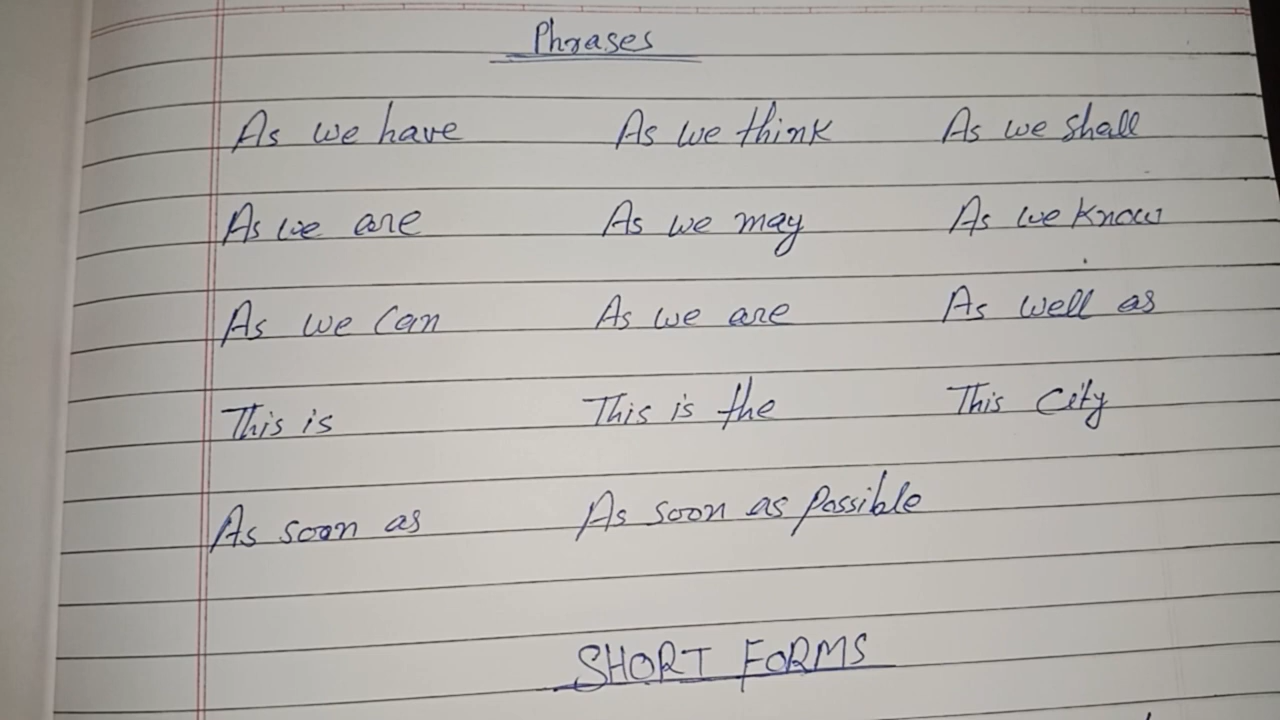 Phrases
As we have As we think As we shall
As we are As we may As we know
As we can As we are As well as
This is This is the This City
As soon as As soon as possible
SHORT FORMS